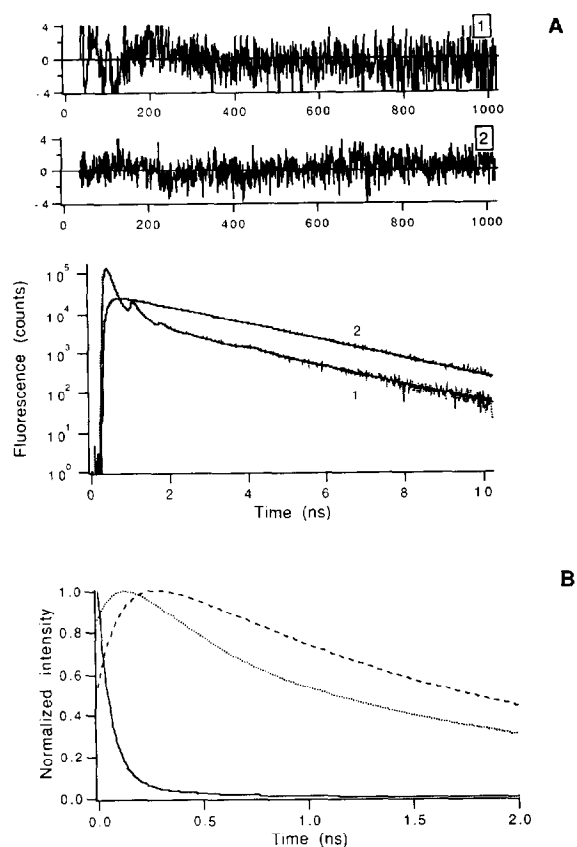 A
1
4
0
- 4
0 200 400 600 800 1000
2
4
0
- 4
0 200 400 600 800 1000
Fluorescence (counts)
10^5
10^4
10^3
10^2
10^1
10^0
2
1
0 2 4 6 8 10
Time (ns)
B
Normalized intensity
1.0
0.8
0.6
0.4
0.2
0.0
0.0 0.5 1.0 1.5 2.0
Time (ns)